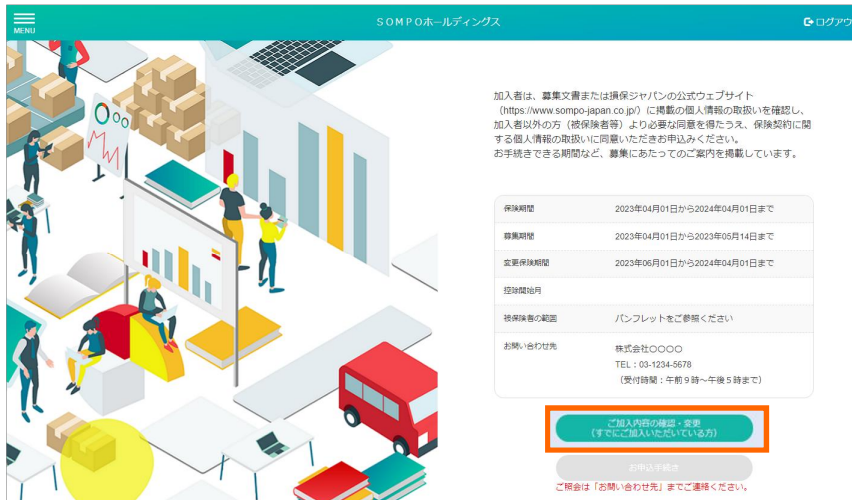 MENU
SOMPOホールディングス
ログアウ
加入者は、募集文書または損保ジャパンの公式ウェブサイト
（https://www.sompo-japan.co.jp/）に掲載の個人情報の取扱いを確認し、
加入者以外の方（被保険者等）より必要な同意を得たうえ、保険契約に関
する個人情報の取扱いに同意いただきお申込みください。
お手続きできる期間など、募集にあたってのご案内を掲載しています。
保険期間 2023年04月01日から2024年04月01日まで
募集期間 2023年04月01日から2023年05月14日まで
変更保険期間 2023年06月01日から2024年04月01日まで
控除開始月
被保険者の範囲 パンフレットをご参照ください
お問い合わせ先 株式会社〇〇〇〇
TEL：03-1234-5678
（受付時間：午前９時～午後５時まで）
ご加入内容の確認・変更
（すでにご加入いただいている方）
お申込手続き
ご照会は「お問い合わせ先」までご連絡ください。